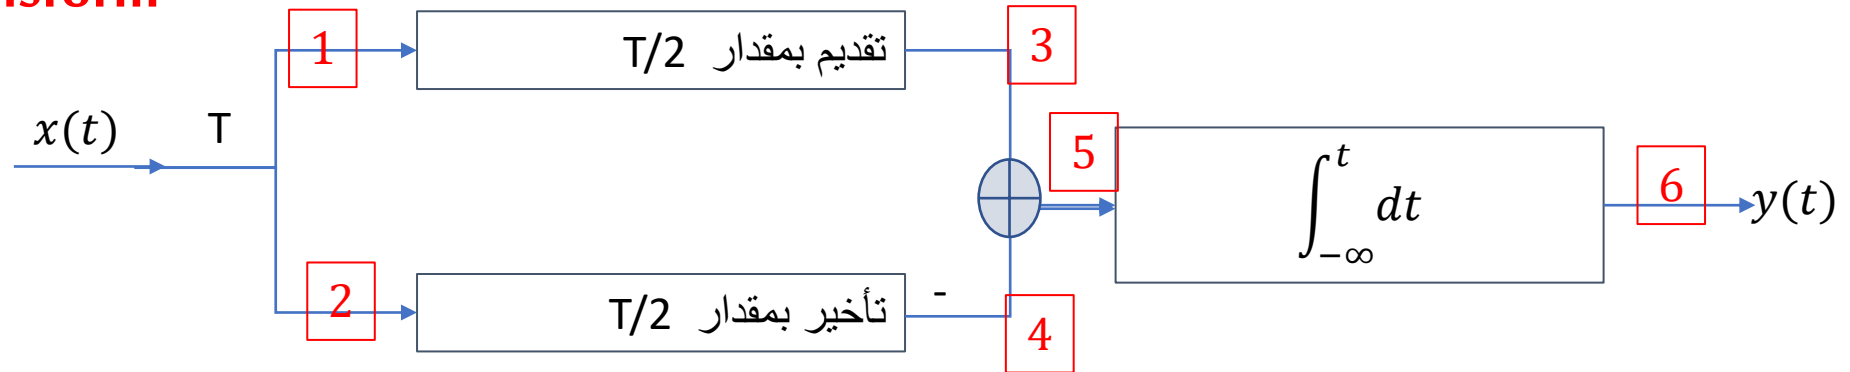 1
تقديم بمقدار T/2
3
x(t)
T
5
∫_{-∞}^{t} dt
6
y(t)
2
تأخير بمقدار T/2
-
4